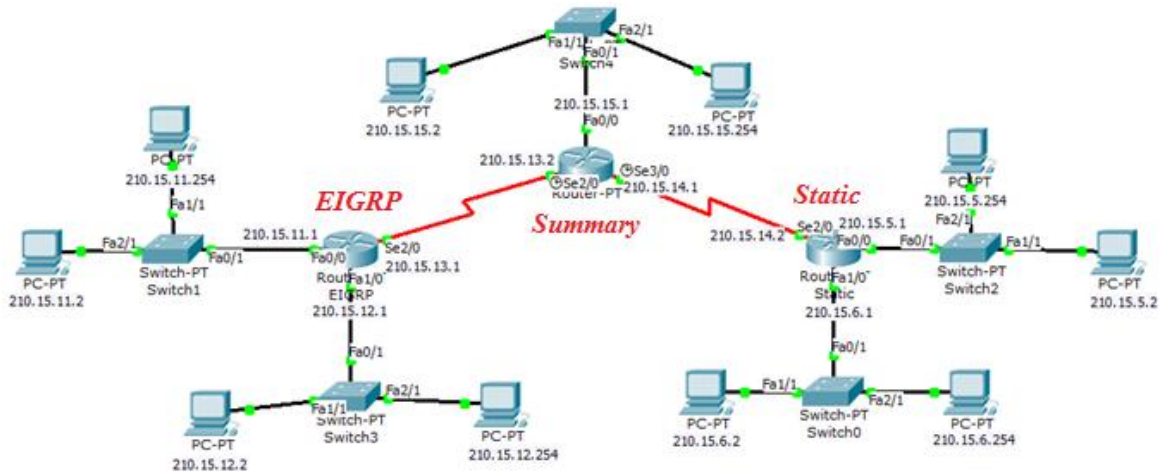 Fa1/1
Fa0/1
Fa2/1
Switch4
PC-PT
210.15.15.2
210.15.15.1
Fa0/0
PC-PT
210.15.15.254
PC-PT
210.15.11.254
Fa1/1
210.15.13.2
Se2/0
Router-PT
Se3/0
210.15.14.1
EIGRP
Summary
Static
PC-PT
210.15.5.254
Fa2/1
Fa2/1
PC-PT
210.15.11.2
Switch-PT
Switch1
Fa0/1
210.15.11.1
Fa0/0
Se2/0
210.15.13.1
Fa1/0
EIGRP
210.15.12.1
210.15.14.2
Se2/0
210.15.5.1
Fa0/0
Fa1/0
Static
210.15.6.1
Fa0/1
Switch-PT
Switch2
Fa1/1
PC-PT
210.15.5.2
Fa0/1
Fa1/1
Fa2/1
Switch-PT
Switch3
PC-PT
210.15.12.2
PC-PT
210.15.12.254
Fa0/1
Fa1/1
Fa2/1
Switch-PT
Switch0
PC-PT
210.15.6.2
PC-PT
210.15.6.254